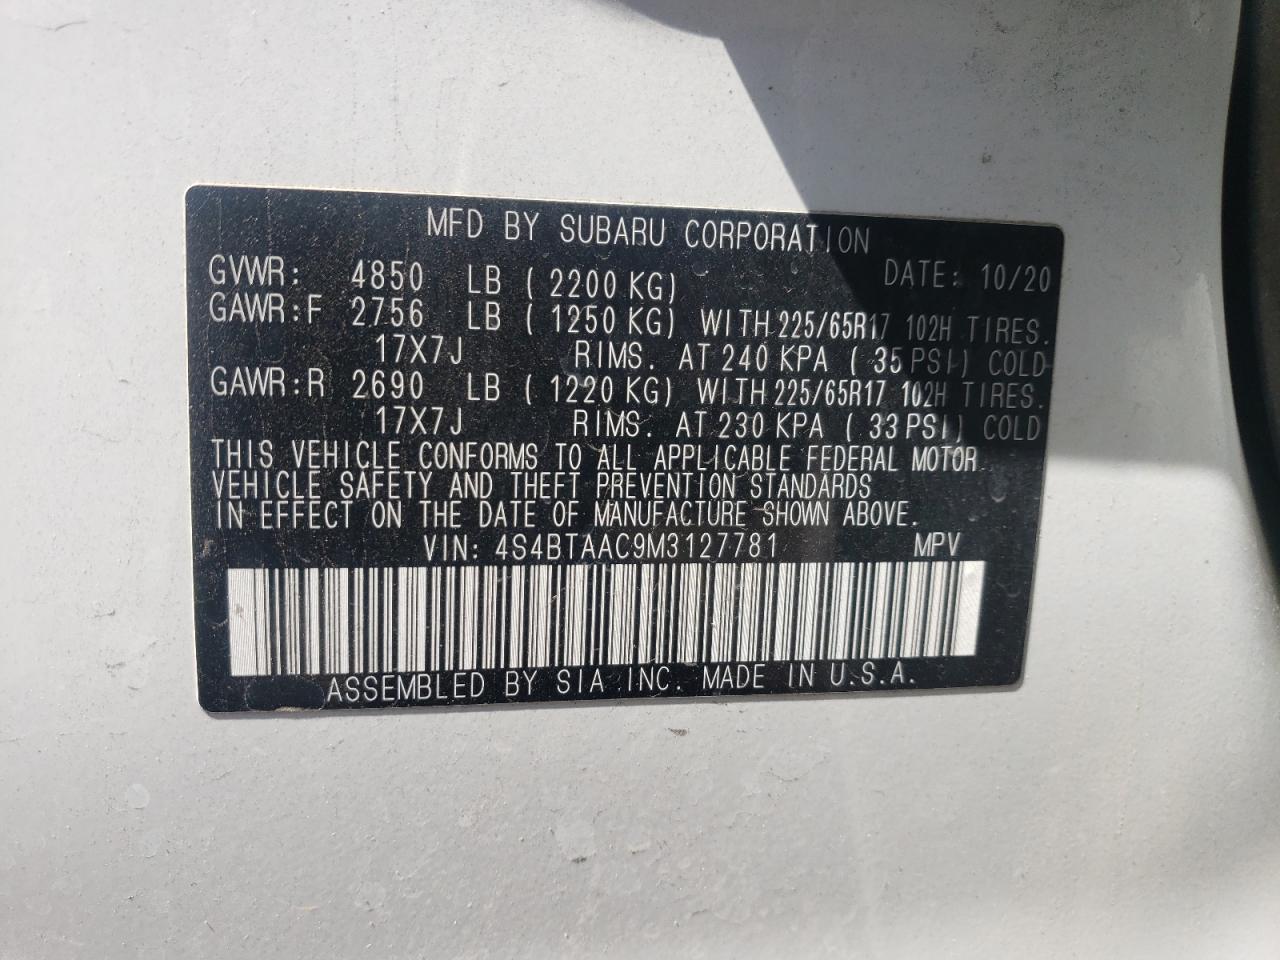 MFD BY SUBARU CORPORATION
GVWR: 4850 LB ( 2200 KG) DATE: 10/20
GAWR:F 2756 LB ( 1250 KG) WITH 225/65R17 102H TIRES.
17X7J RIMS. AT 240 KPA ( 35 PSI) COLD
GAWR:R 2690 LB ( 1220 KG) WITH 225/65R17 102H TIRES.
17X7J RIMS. AT 230 KPA ( 33 PSI) COLD
THIS VEHICLE CONFORMS TO ALL APPLICABLE FEDERAL MOTOR
VEHICLE SAFETY AND THEFT PREVENTION STANDARDS
IN EFFECT ON THE DATE OF MANUFACTURE SHOWN ABOVE.
VIN: 4S4BTAAC9M3127781 MPV
ASSEMBLED BY SIA INC. MADE IN U.S.A.